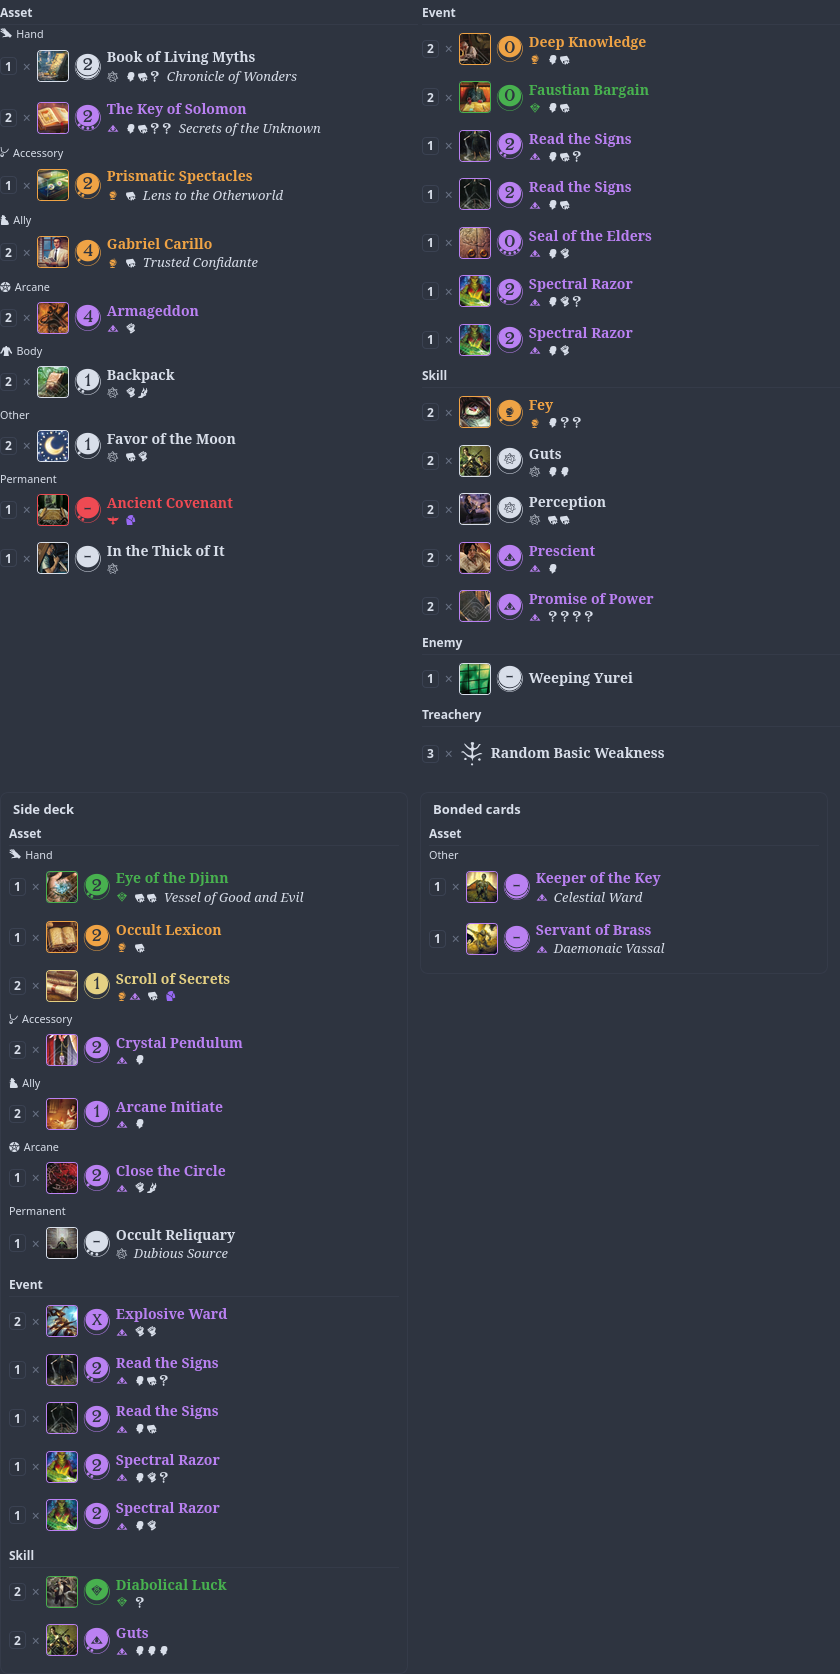 Asset
Hand
1 × 2 Book of Living Myths
Chronicle of Wonders
2 × 2 The Key of Solomon
Secrets of the Unknown
Accessory
1 × 2 Prismatic Spectacles
Lens to the Otherworld
Ally
2 × 4 Gabriel Carillo
Trusted Confidante
Arcane
2 × 4 Armageddon
Body
2 × 1 Backpack
Other
2 × 1 Favor of the Moon
Permanent
1 × – Ancient Covenant
1 × – In the Thick of It
Event
2 × 0 Deep Knowledge
2 × 0 Faustian Bargain
1 × 2 Read the Signs
1 × 2 Read the Signs
1 × 0 Seal of the Elders
1 × 2 Spectral Razor
1 × 2 Spectral Razor
Skill
2 × Fey
2 × Guts
2 × Perception
2 × Prescient
2 × Promise of Power
Enemy
1 × – Weeping Yurei
Treachery
3 × Random Basic Weakness
Side deck
Asset
Hand
1 × 2 Eye of the Djinn
Vessel of Good and Evil
1 × 2 Occult Lexicon
2 × 1 Scroll of Secrets
Accessory
2 × 2 Crystal Pendulum
Ally
2 × 1 Arcane Initiate
Arcane
1 × 2 Close the Circle
Permanent
1 × – Occult Reliquary
Dubious Source
Event
2 × X Explosive Ward
1 × 2 Read the Signs
1 × 2 Read the Signs
1 × 2 Spectral Razor
1 × 2 Spectral Razor
Skill
2 × Diabolical Luck
2 × Guts
Bonded cards
Asset
Other
1 × – Keeper of the Key
Celestial Ward
1 × – Servant of Brass
Daemonaic Vassal